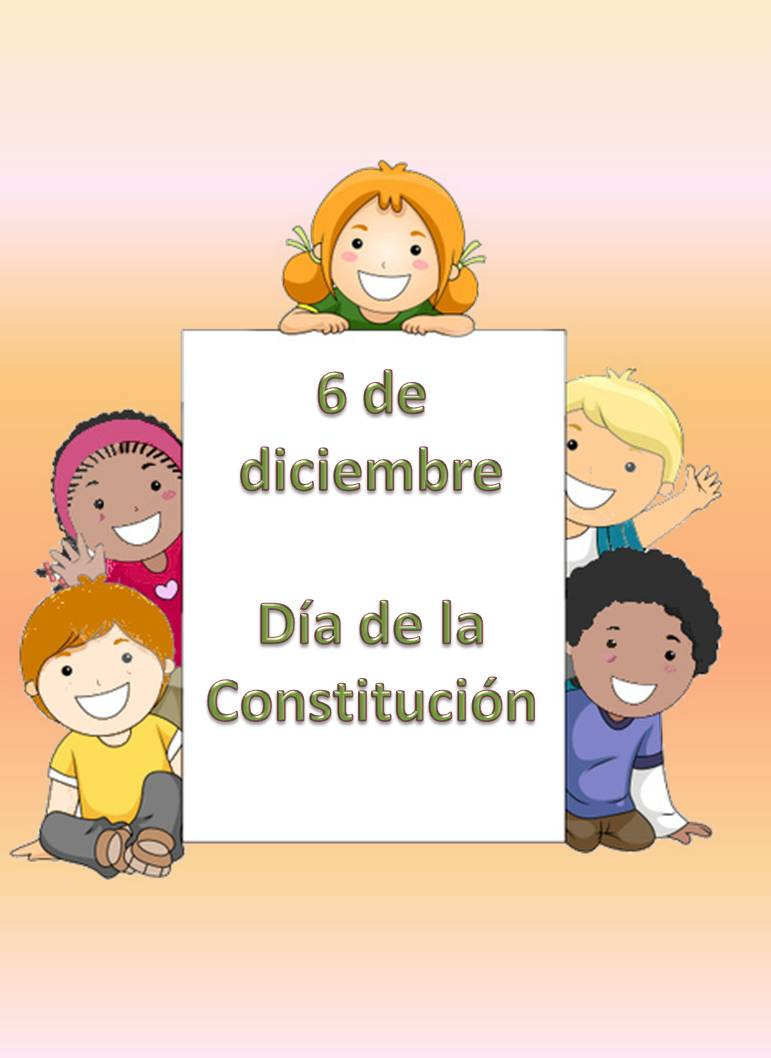 6 de
diciembre
Día de la
Constitución